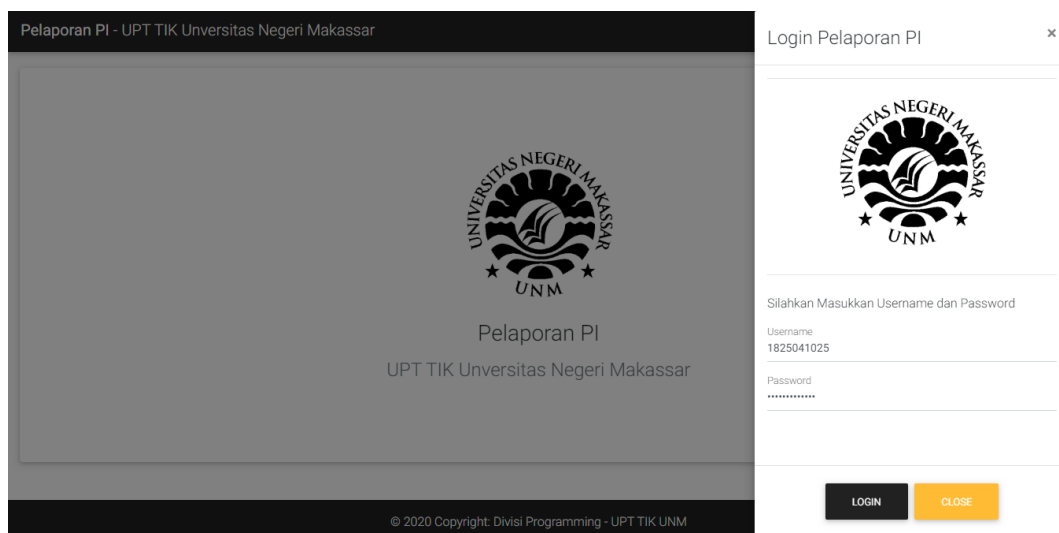 Pelaporan PI - UPT TIK Unversitas Negeri Makassar
UNIVERSITAS NEGERI MAKASSAR
UNM
Pelaporan PI
UPT TIK Unversitas Negeri Makassar
© 2020 Copyright: Divisi Programming - UPT TIK UNM
Login Pelaporan PI
×
UNIVERSITAS NEGERI MAKASSAR
UNM
Silahkan Masukkan Username dan Password
Username
1825041025
Password
•••••••••••••
LOGIN CLOSE